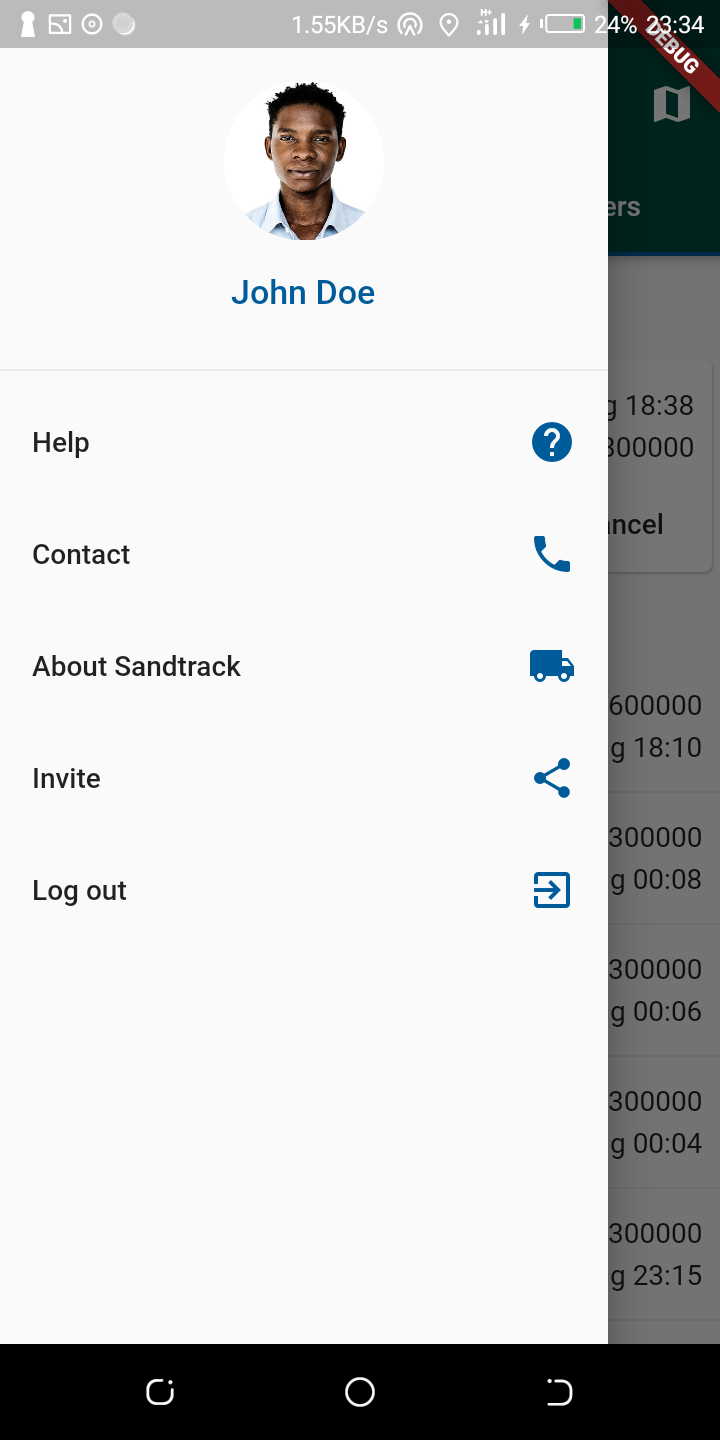 1.55KB/s H+ 24% 23:34
DEBUG
John Doe
Help
Contact
About Sandtrack
Invite
Log out
ers
g 18:38
300000
ancel
600000
g 18:10
300000
g 00:08
300000
g 00:06
300000
g 00:04
300000
g 23:15